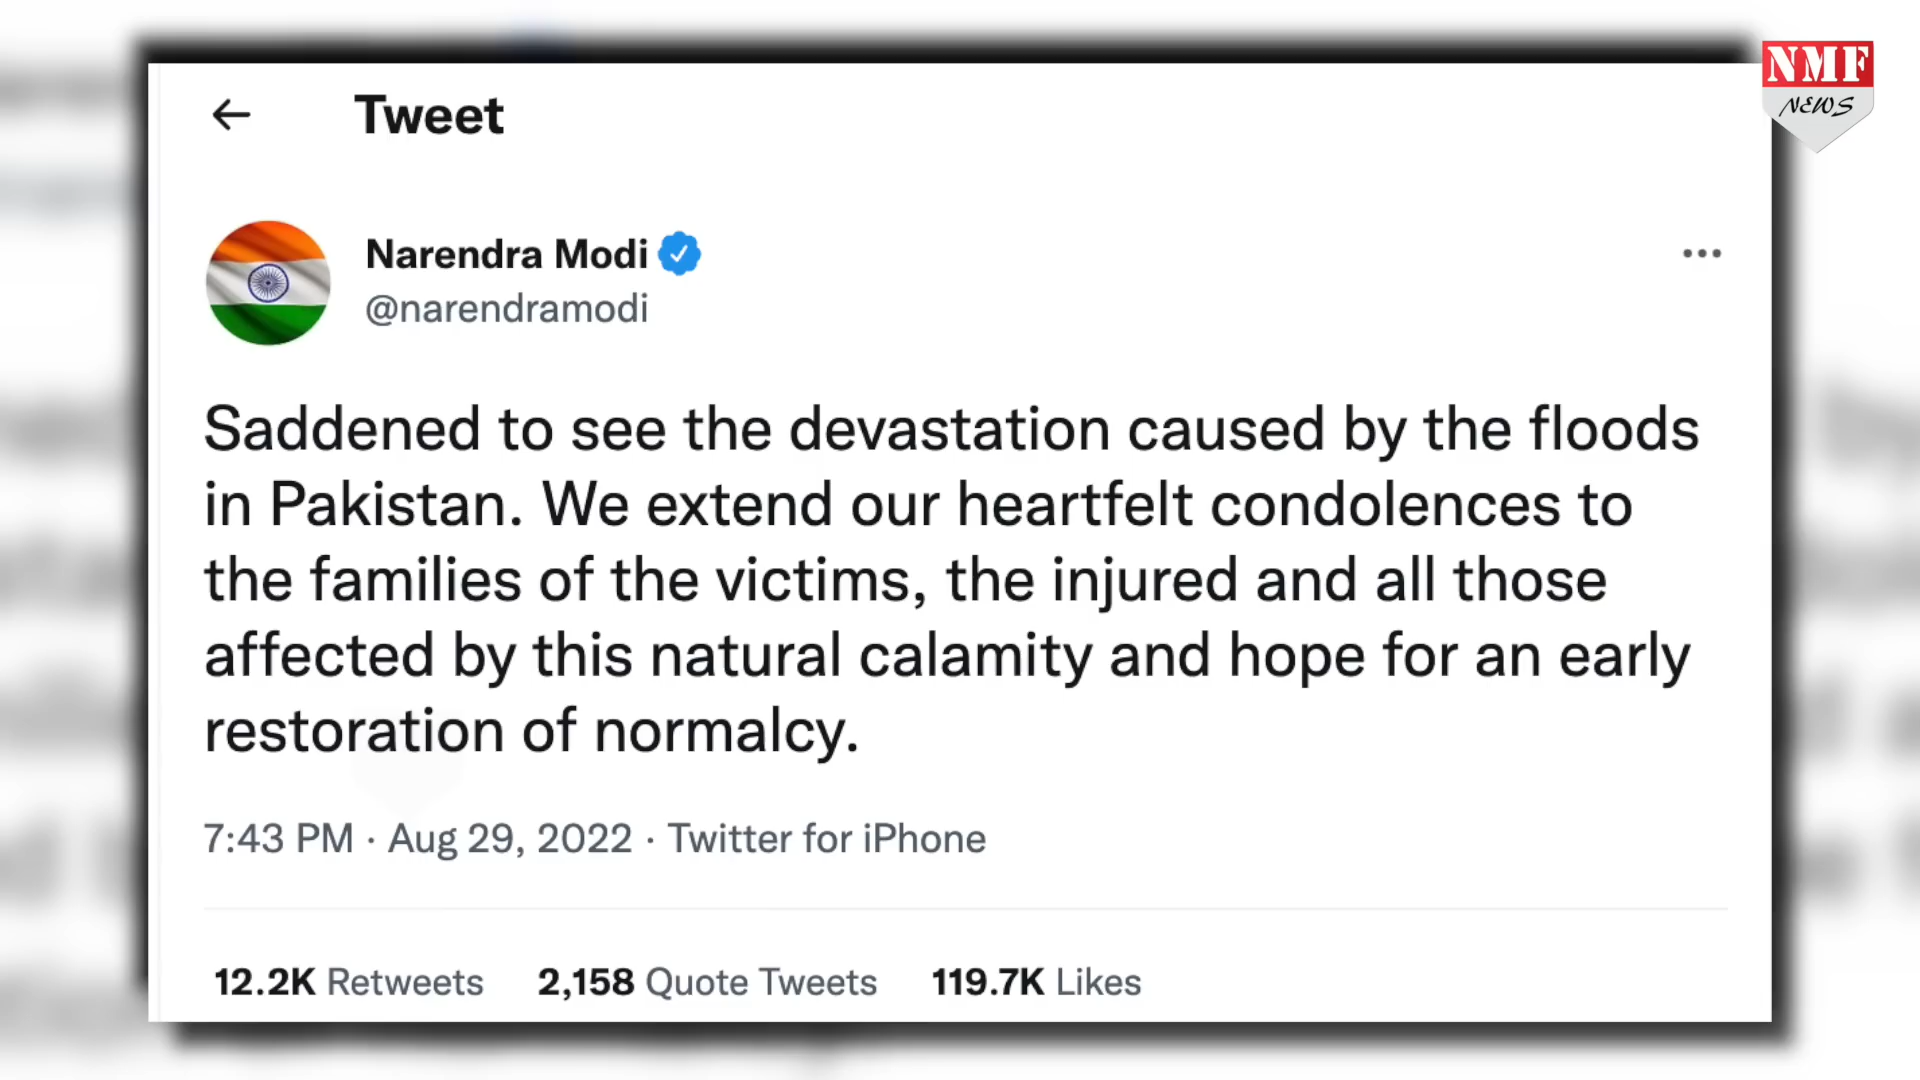 NMF
NEWS
Tweet
Narendra Modi
@narendramodi
Saddened to see the devastation caused by the floods
in Pakistan. We extend our heartfelt condolences to
the families of the victims, the injured and all those
affected by this natural calamity and hope for an early
restoration of normalcy.
7:43 PM · Aug 29, 2022 · Twitter for iPhone
12.2K Retweets 2,158 Quote Tweets 119.7K Likes